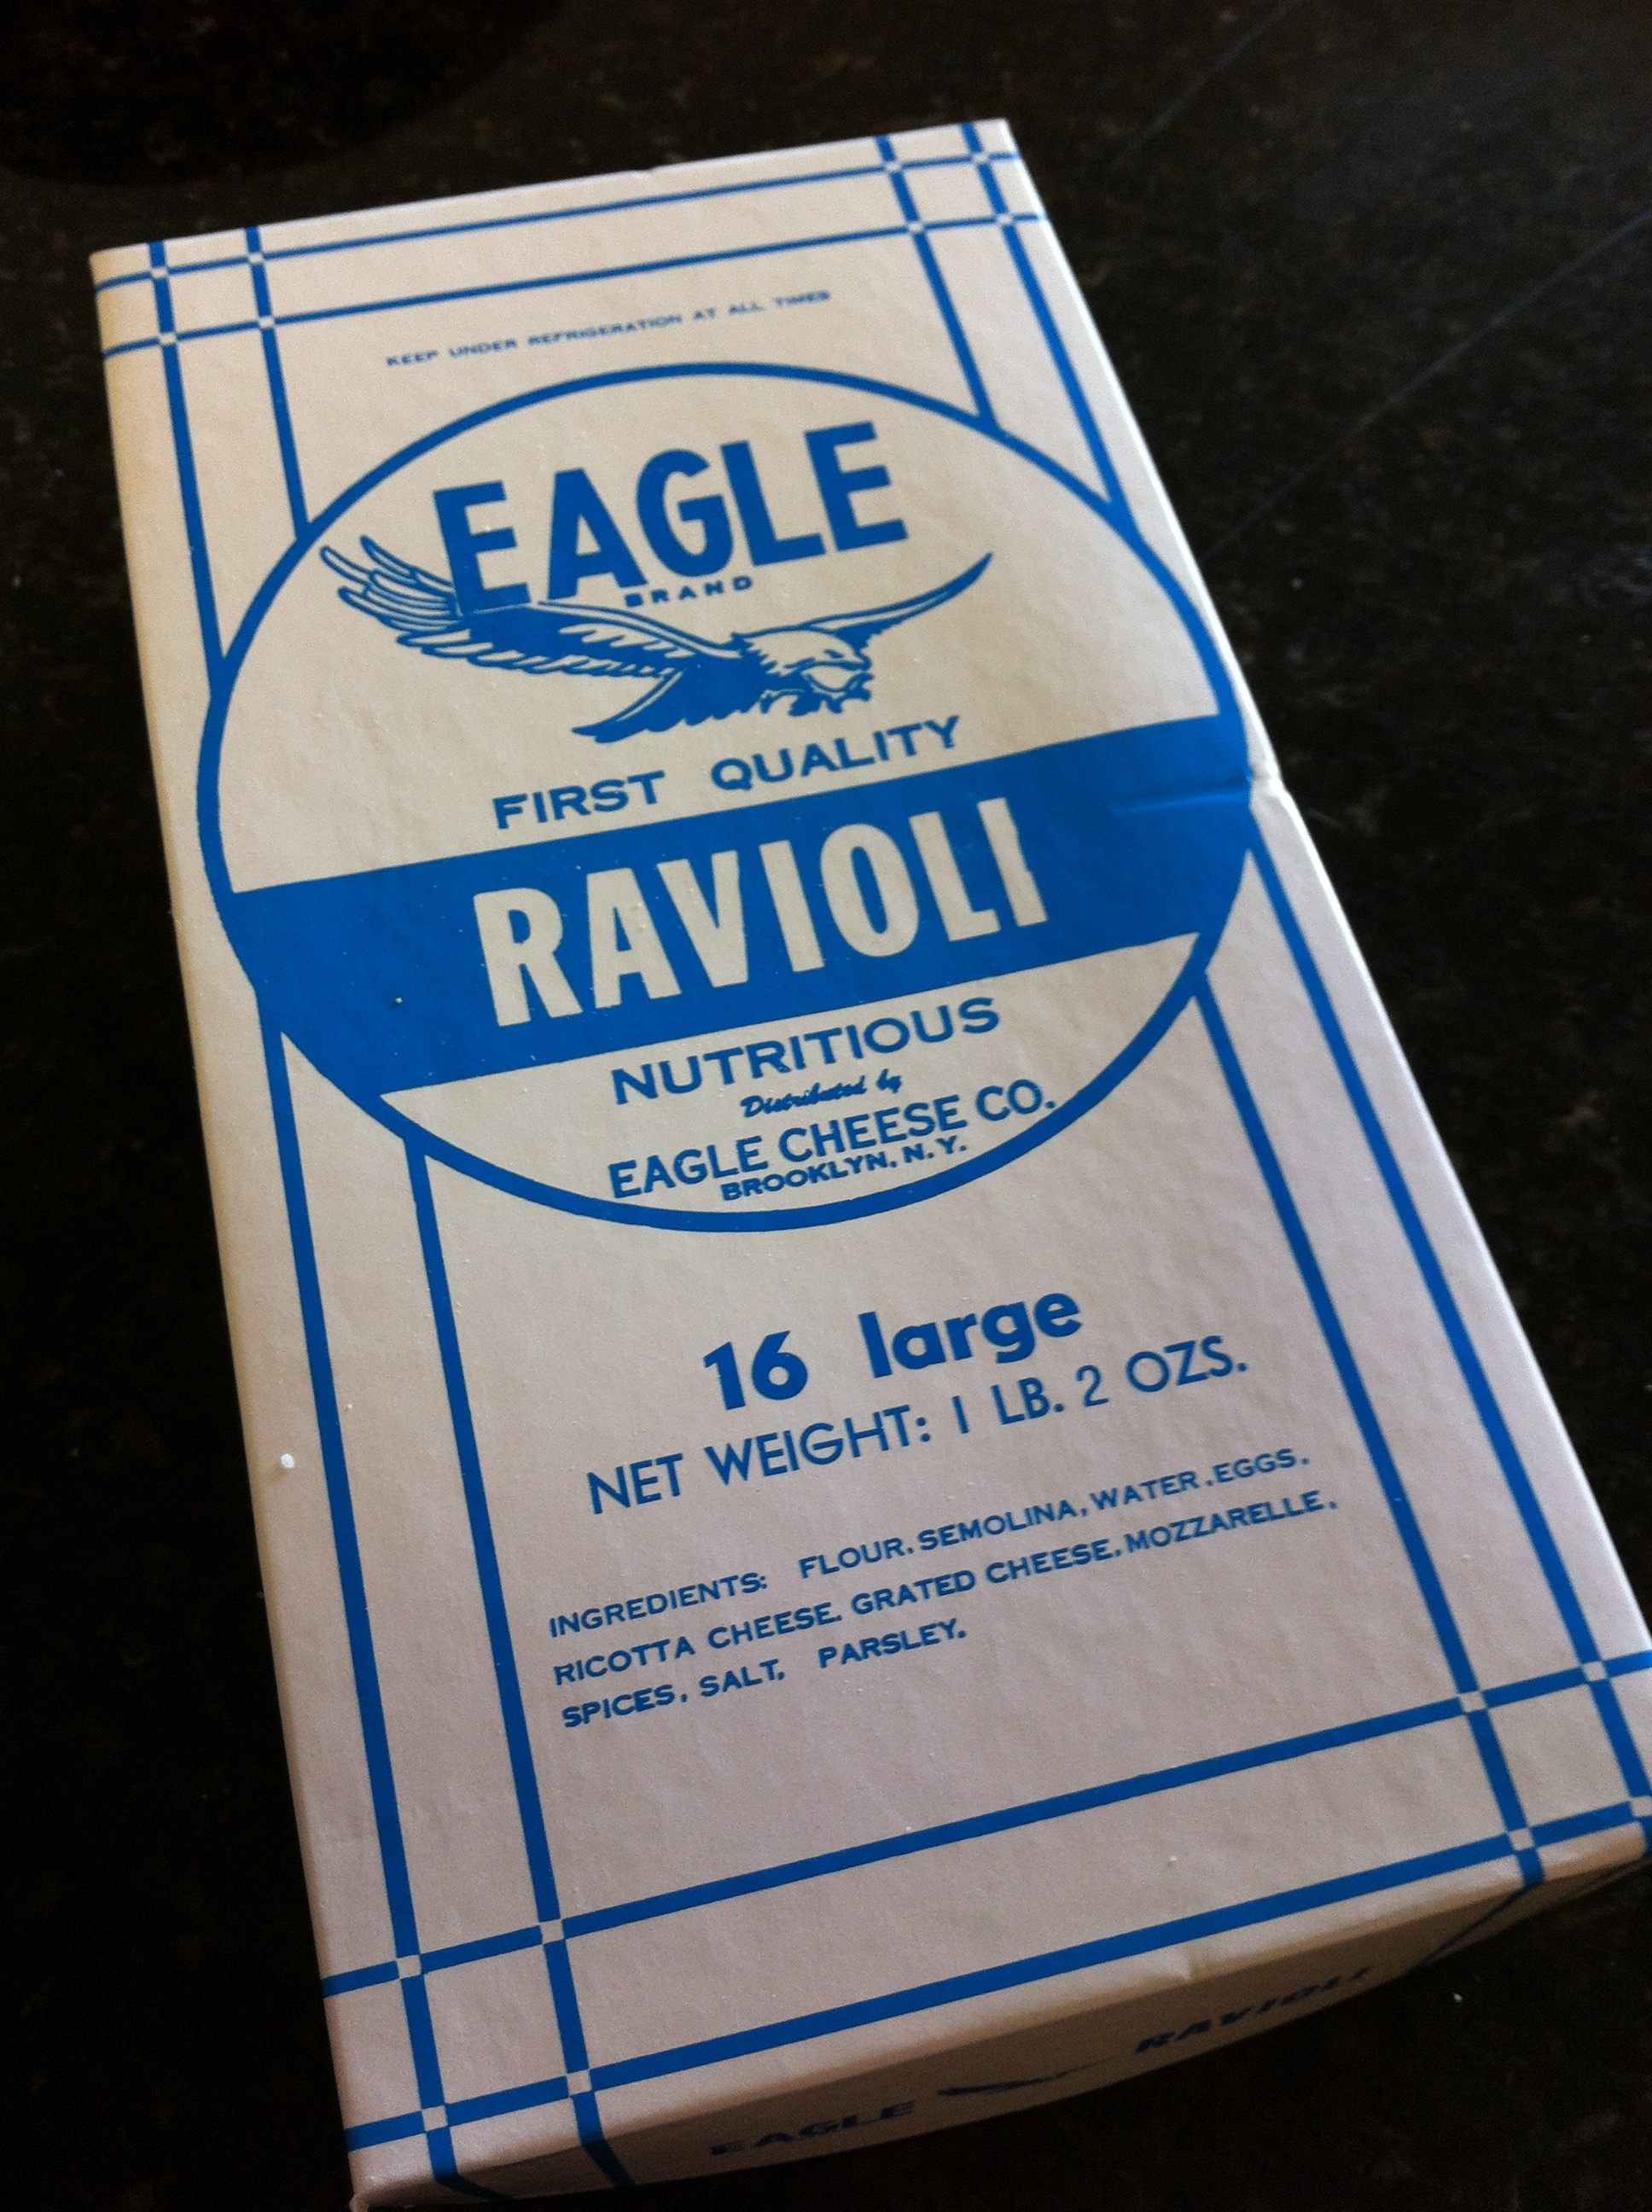 KEEP UNDER REFRIGERATION AT ALL TIMES
EAGLE
BRAND
FIRST QUALITY
RAVIOLI
NUTRITIOUS
Distributed by
EAGLE CHEESE CO.
BROOKLYN, N.Y.
16 large
NET WEIGHT: 1 LB. 2 OZS.
INGREDIENTS: FLOUR, SEMOLINA, WATER, EGGS,
RICOTTA CHEESE, GRATED CHEESE, MOZZARELLE,
SPICES, SALT, PARSLEY.
EAGLE RAVIOLI